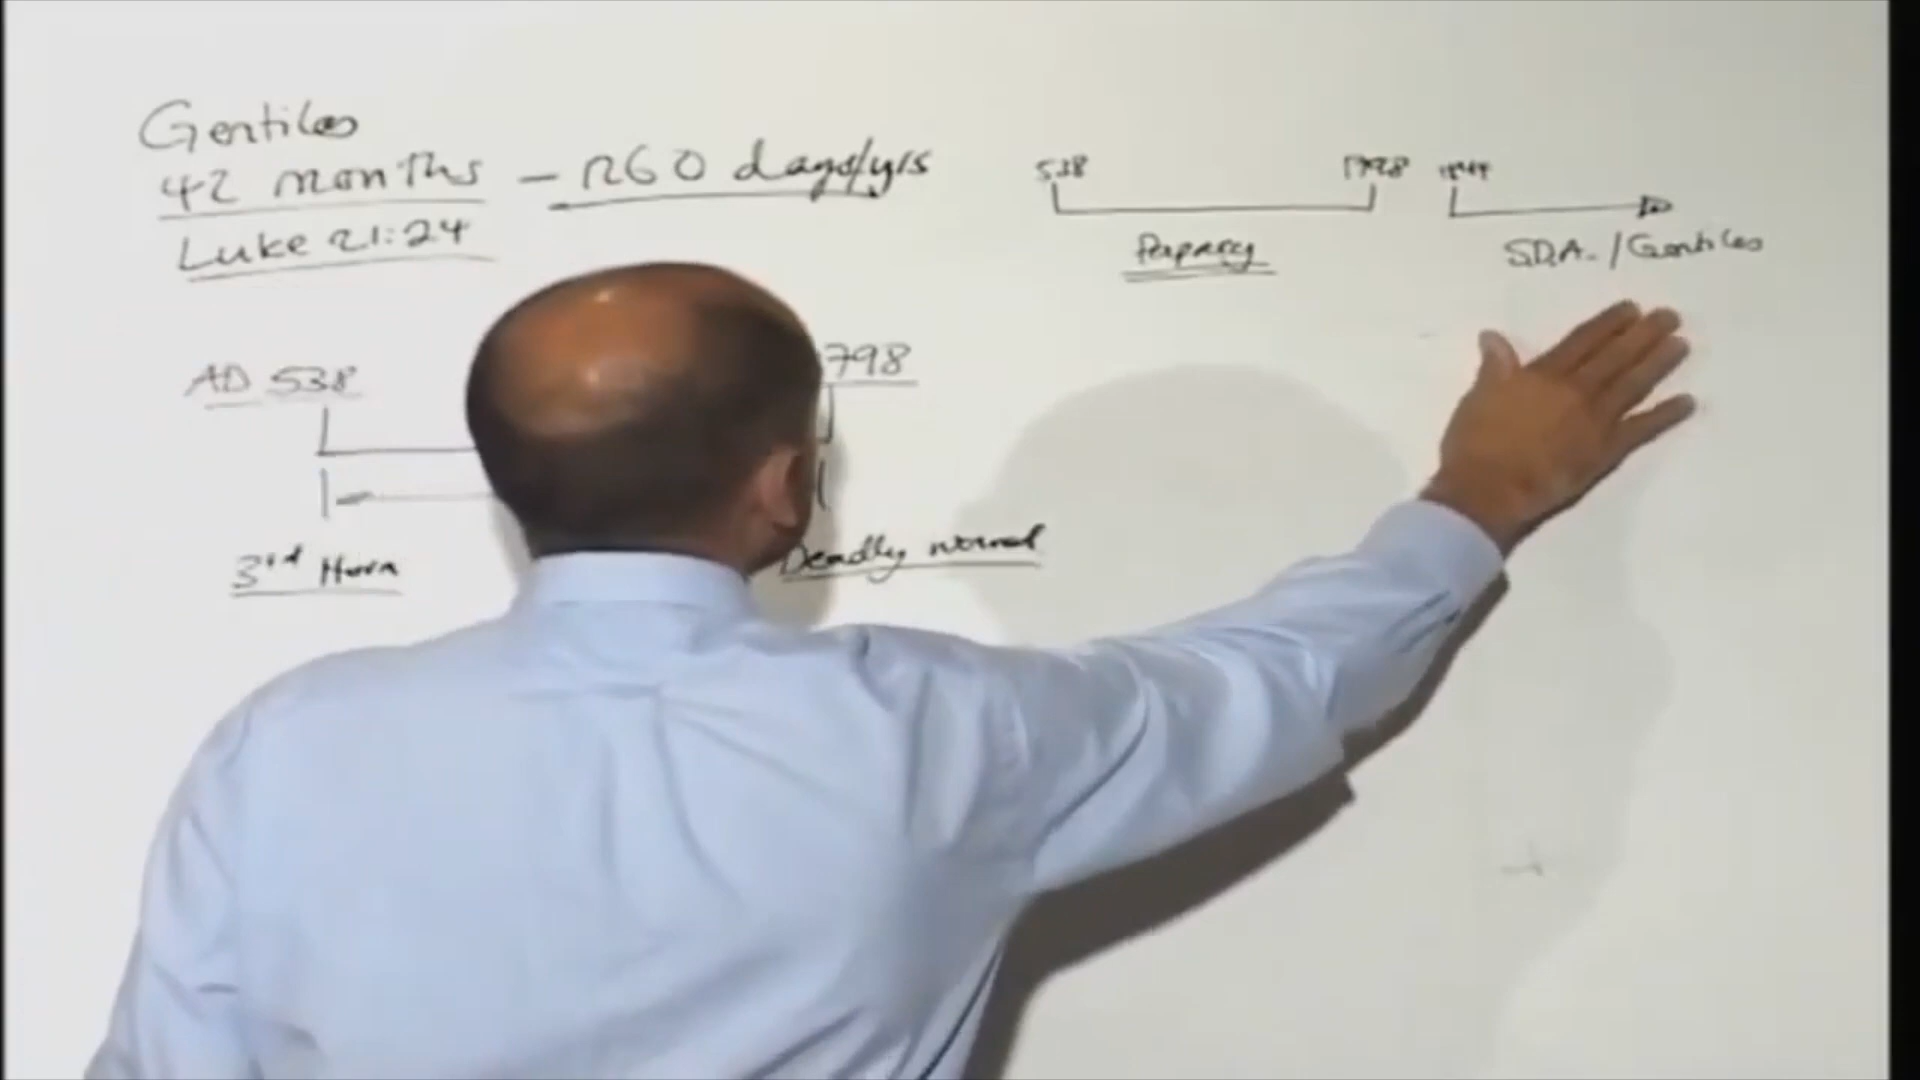 Gentiles
42 months – 1260 days/yrs
Luke 21:24
538 1798 1844
Papacy
S.D.A. / Gentiles
AD 538
798
3rd Horn
Deadly wound